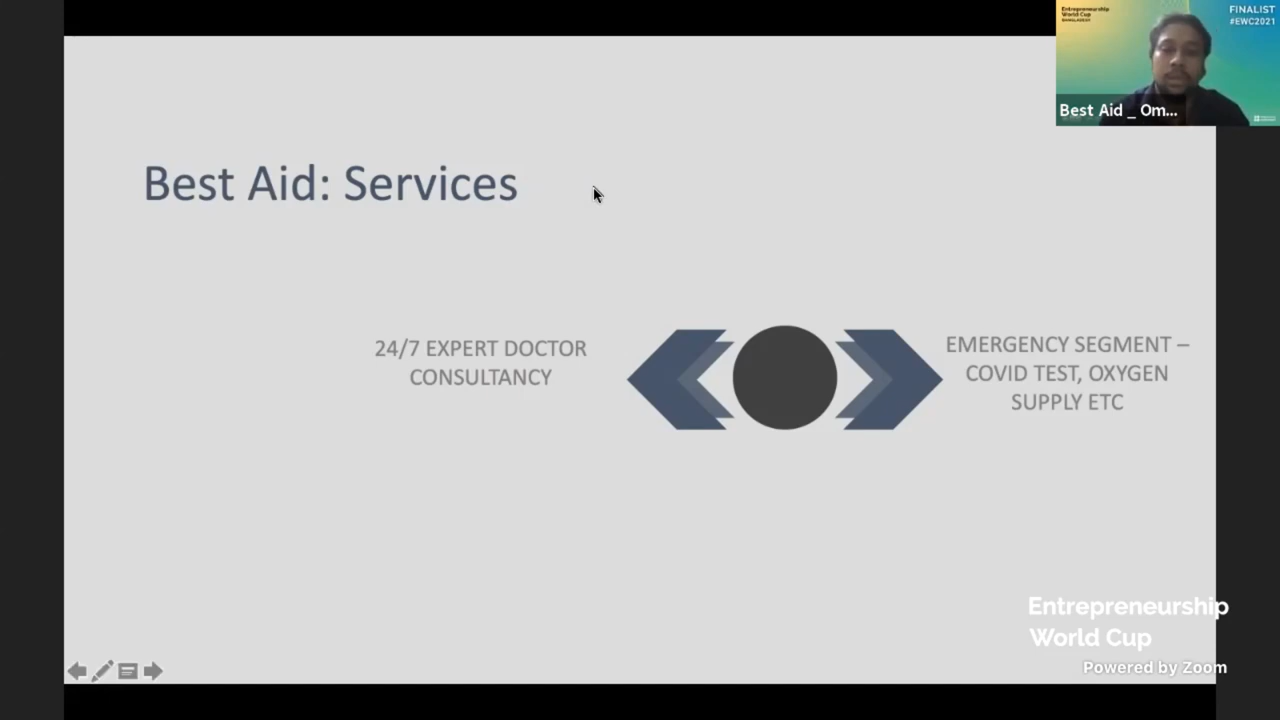 Entrepreneurship
World Cup
BANGLADESH
FINALIST
#EWC2021
Best Aid _ Om...
Best Aid: Services
24/7 EXPERT DOCTOR
CONSULTANCY
EMERGENCY SEGMENT –
COVID TEST, OXYGEN
SUPPLY ETC
Entrepreneurship
World Cup
Powered by Zoom